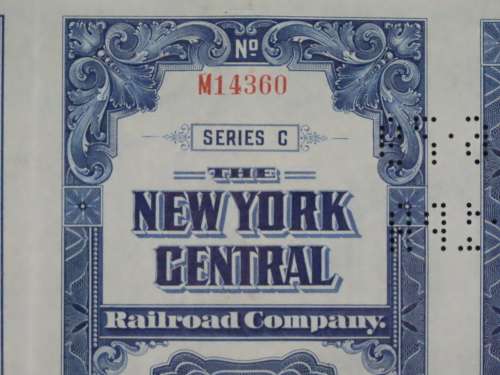 No
M14360
SERIES C
THE
NEW YORK
CENTRAL
Railroad Company.